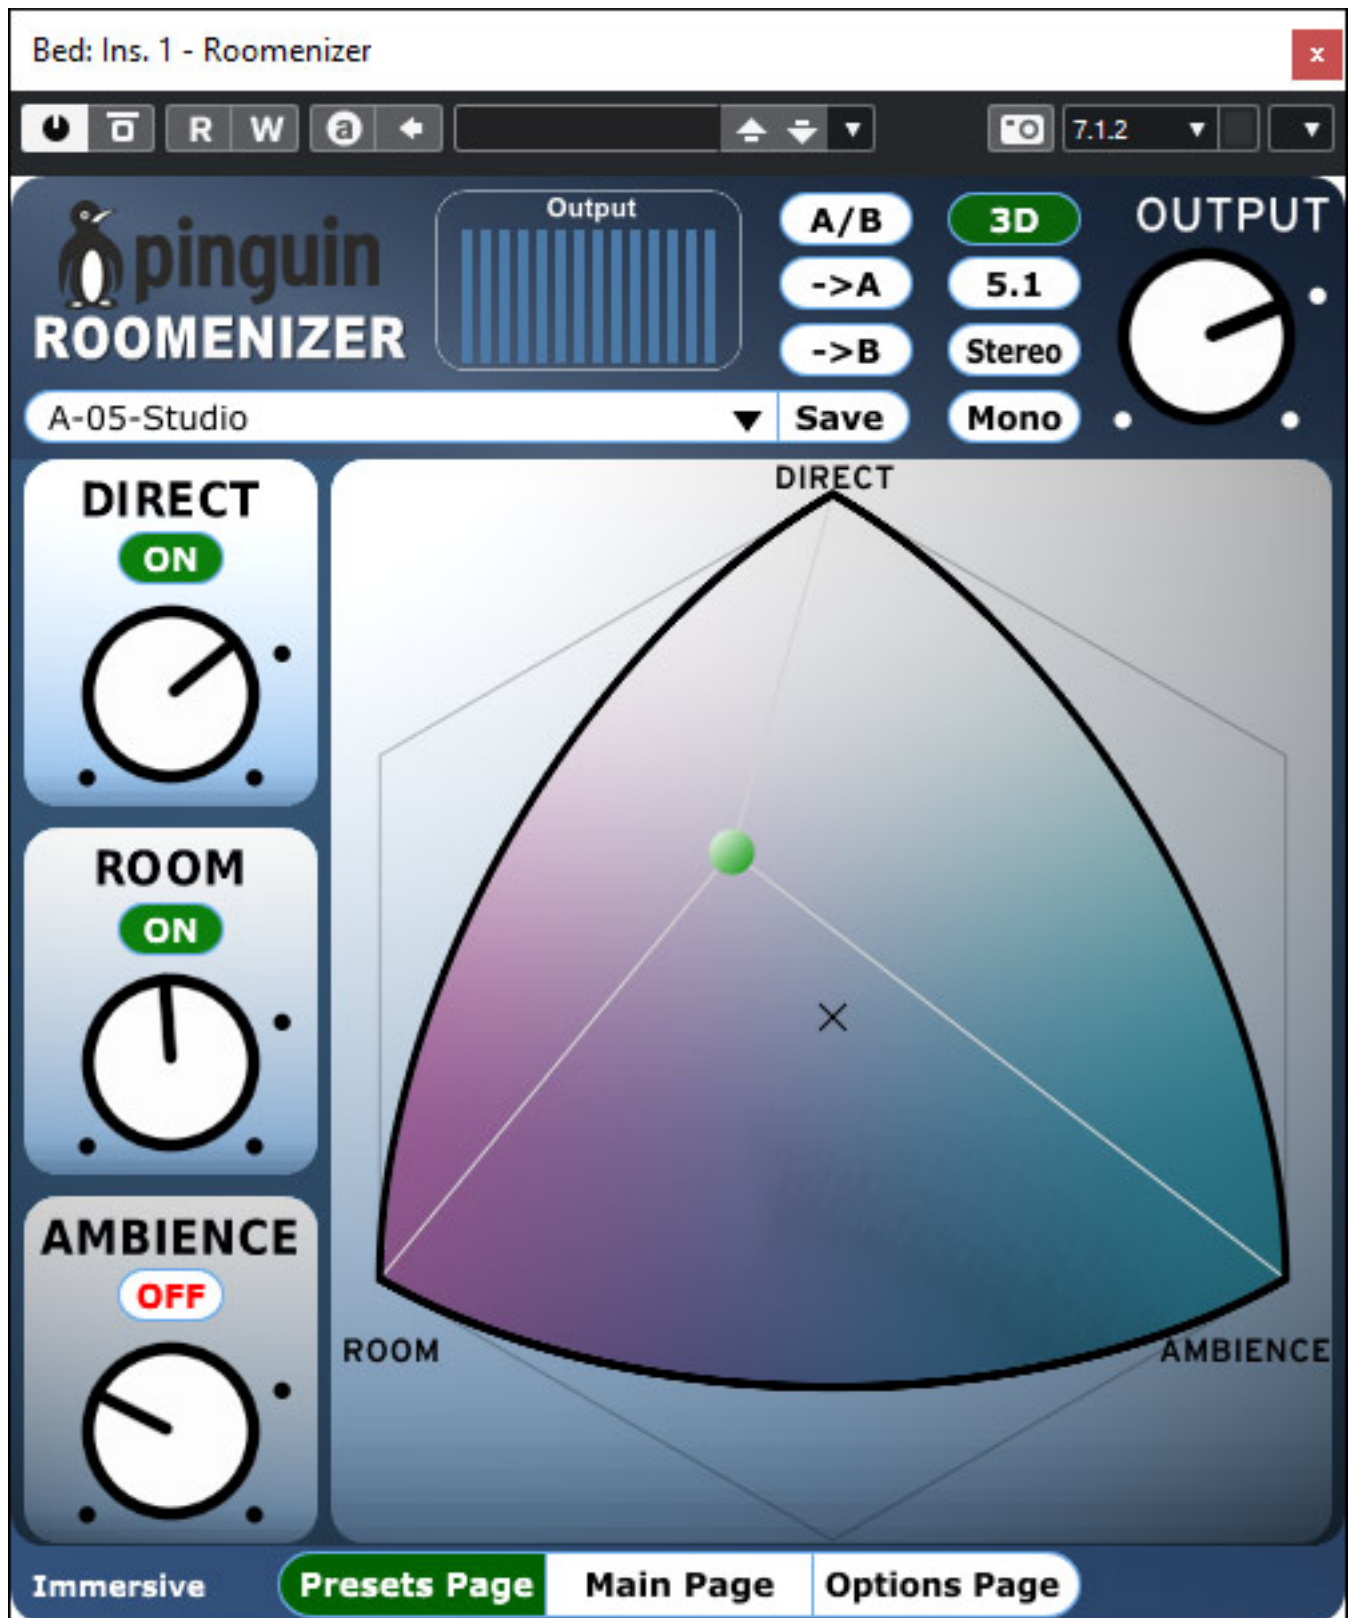 Bed: Ins. 1 - Roomenizer
x
R W a 7.1.2
pinguin
ROOMENIZER
Output
A/B
->A
->B
3D
5.1
Stereo
Mono
OUTPUT
A-05-Studio
Save
DIRECT
ON
ROOM
ON
AMBIENCE
OFF
DIRECT
ROOM
AMBIENCE
Immersive
Presets Page
Main Page
Options Page